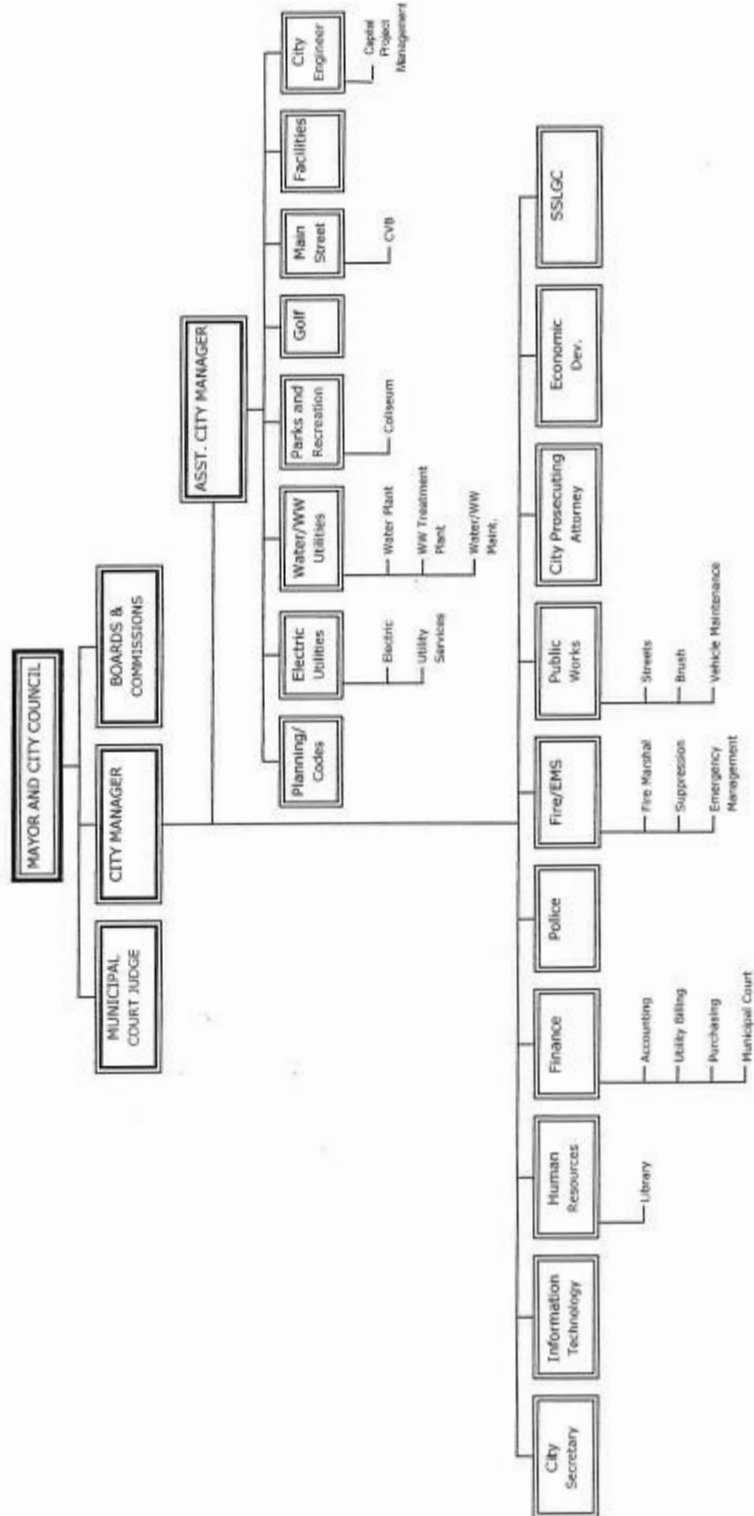 MAYOR AND CITY COUNCIL
MUNICIPAL
COURT JUDGE
CITY MANAGER
BOARDS &
COMMISSIONS
ASST. CITY MANAGER
Planning/
Codes
Electric
Utilities
Electric
Utility
Services
Water/WW
Utilities
Water Plant
WW Treatment
Plant
Water/WW
Maint.
Parks and
Recreation
Coliseum
Golf
Main
Street
CVB
Facilities
City
Engineer
Capital
Project
Management
City
Secretary
Information
Technology
Human
Resources
Library
Finance
Accounting
Utility Billing
Purchasing
Municipal Court
Police
Fire/EMS
Fire Marshal
Suppression
Emergency
Management
Public
Works
Streets
Brush
Vehicle Maintenance
City Prosecuting
Attorney
Economic
Dev.
SSLGC